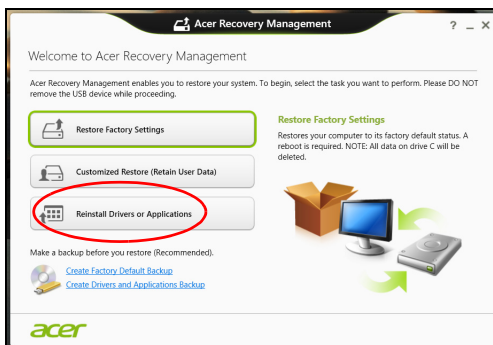 Acer Recovery Management
? _ X
Welcome to Acer Recovery Management
Acer Recovery Management enables you to restore your system. To begin, select the task you want to perform. Please DO NOT
remove the USB device while proceeding.
Restore Factory Settings
Customized Restore (Retain User Data)
Reinstall Drivers or Applications
Restore Factory Settings
Restores your computer to its factory default status. A
reboot is required. NOTE: All data on drive C will be
deleted.
Make a backup before you restore (Recommended).
Create Factory Default Backup
Create Drivers and Applications Backup
acer